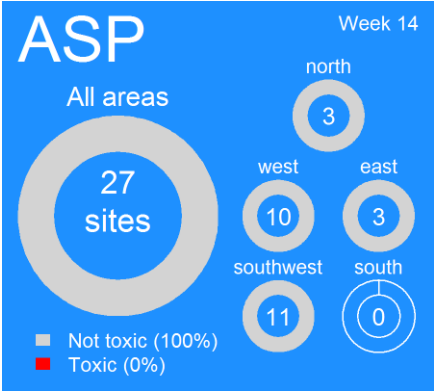 ASP
Week 14
All areas
27
sites
north
3
west
10
east
3
southwest
11
south
0
Not toxic (100%)
Toxic (0%)